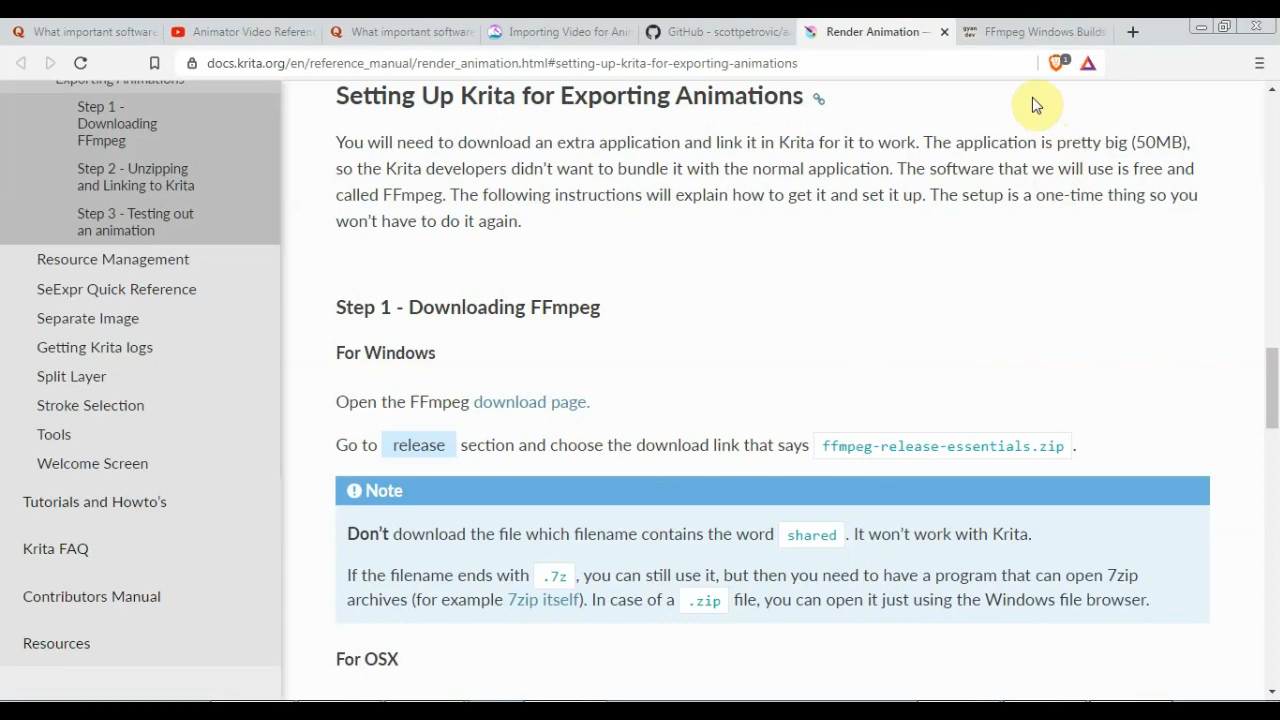 What important software
Animator Video Referen
What important software
Importing Video for Ani
GitHub - scottpetrovic/a
Render Animation —
gyan dev
FFmpeg Windows Builds
docs.krita.org/en/reference_manual/render_animation.html#setting-up-krita-for-exporting-animations
1
Exporting Animations
Step 1 -
Downloading
FFmpeg
Step 2 - Unzipping
and Linking to Krita
Step 3 - Testing out
an animation
Resource Management
SeExpr Quick Reference
Separate Image
Getting Krita logs
Split Layer
Stroke Selection
Tools
Welcome Screen
Tutorials and Howto’s
Krita FAQ
Contributors Manual
Resources
Setting Up Krita for Exporting Animations
You will need to download an extra application and link it in Krita for it to work. The application is pretty big (50MB),
so the Krita developers didn’t want to bundle it with the normal application. The software that we will use is free and
called FFmpeg. The following instructions will explain how to get it and set it up. The setup is a one-time thing so you
won’t have to do it again.
Step 1 - Downloading FFmpeg
For Windows
Open the FFmpeg download page.
Go to release section and choose the download link that says ffmpeg-release-essentials.zip.
Note
Don’t download the file which filename contains the word shared. It won’t work with Krita.
If the filename ends with .7z, you can still use it, but then you need to have a program that can open 7zip
archives (for example 7zip itself). In case of a .zip file, you can open it just using the Windows file browser.
For OSX